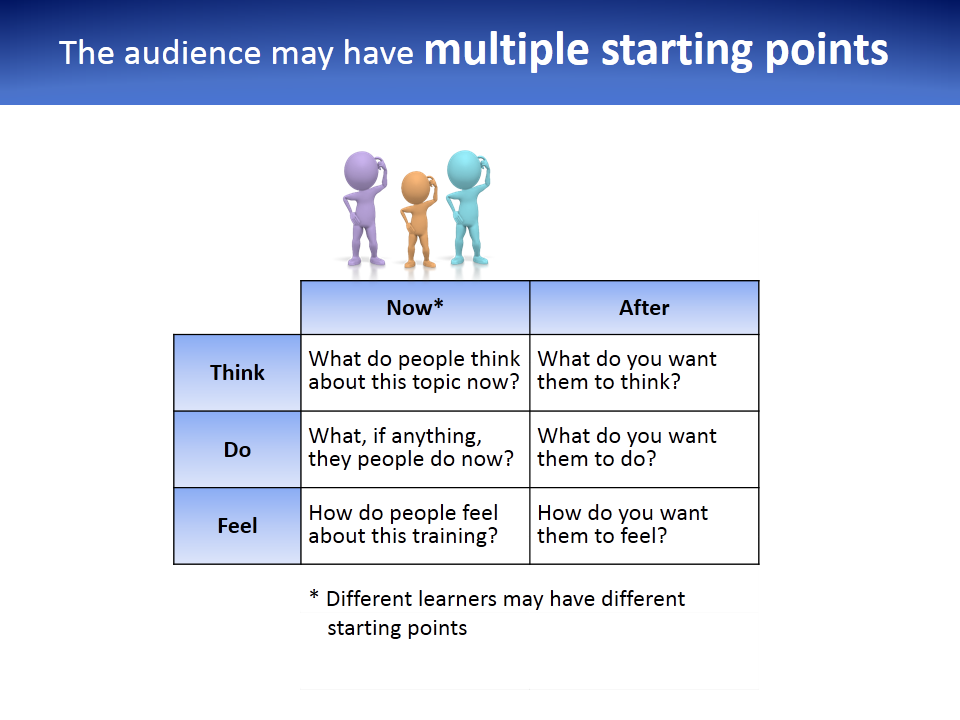 The audience may have multiple starting points
Now*
After
Think
What do people think
about this topic now?
What do you want
them to think?
Do
What, if anything,
they people do now?
What do you want
them to do?
Feel
How do people feel
about this training?
How do you want
them to feel?
* Different learners may have different
starting points